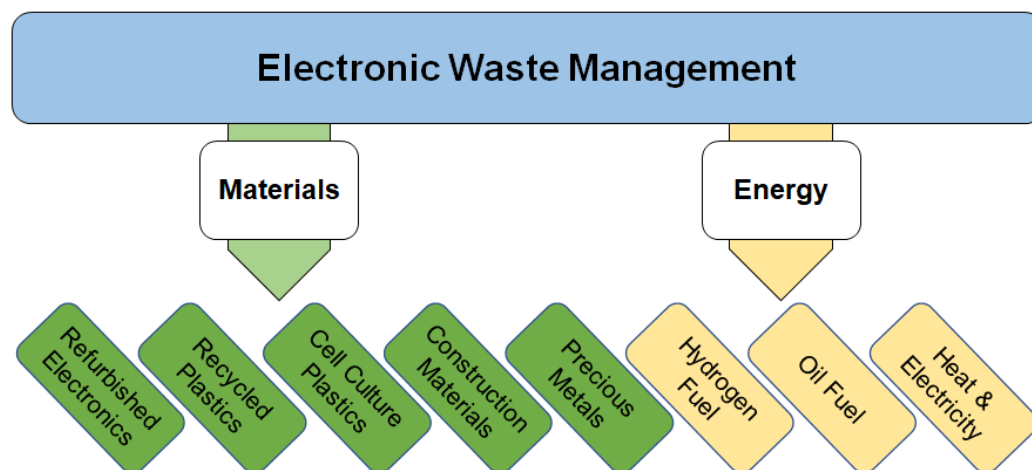 Electronic Waste Management
Materials
Energy
Refurbished
Electronics
Recycled
Plastics
Cell Culture
Plastics
Construction
Materials
Precious
Metals
Hydrogen
Fuel
Oil Fuel
Heat &
Electricity